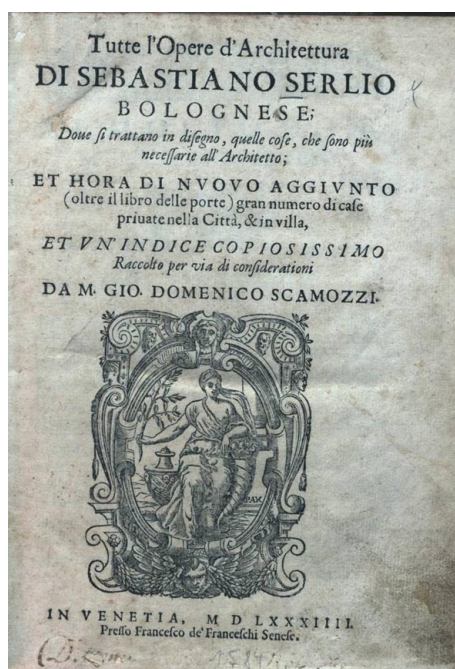 Tutte l'Opere d'Architettura
DI SEBASTIANO SERLIO
BOLOGNESE;
Doue ſi trattano in diſegno, quelle coſe, che ſono più
neceſſarie all'Architetto;
ET HORA DI NVOVO AGGIVNTO
(oltre il libro delle porte) gran numero di caſe
priuate nella Città, & in villa,
ET VN'INDICE COPIOSISSIMO
Raccolto per via di conſiderationi
DA M. GIO. DOMENICO SCAMOZZI.
PAX
IN VENETIA, M D LXXXIIII.
Preſſo Franceſco de' Franceſchi Seneſe.